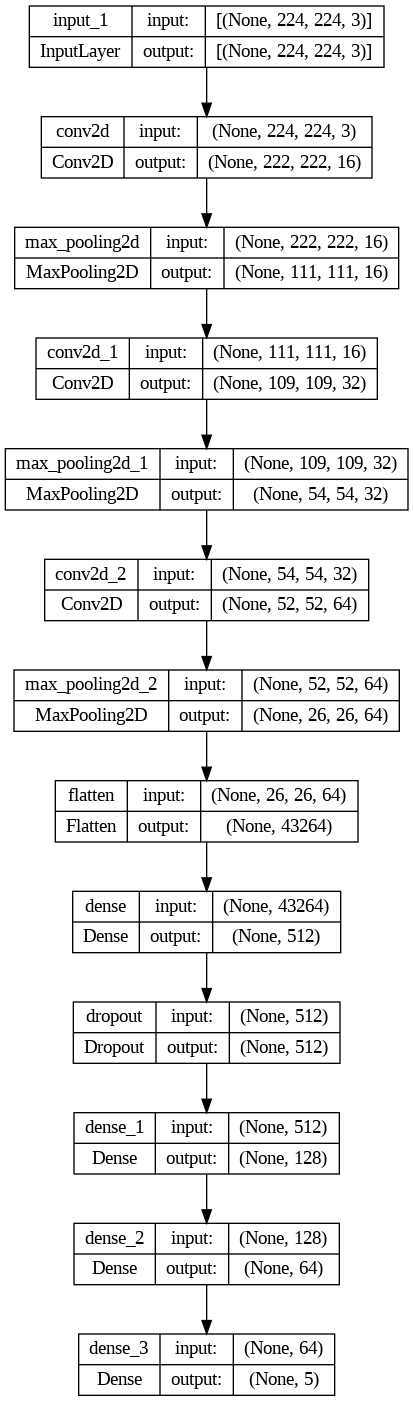 input_1 input: [(None, 224, 224, 3)]
InputLayer output: [(None, 224, 224, 3)]
conv2d input: (None, 224, 224, 3)
Conv2D output: (None, 222, 222, 16)
max_pooling2d input: (None, 222, 222, 16)
MaxPooling2D output: (None, 111, 111, 16)
conv2d_1 input: (None, 111, 111, 16)
Conv2D output: (None, 109, 109, 32)
max_pooling2d_1 input: (None, 109, 109, 32)
MaxPooling2D output: (None, 54, 54, 32)
conv2d_2 input: (None, 54, 54, 32)
Conv2D output: (None, 52, 52, 64)
max_pooling2d_2 input: (None, 52, 52, 64)
MaxPooling2D output: (None, 26, 26, 64)
flatten input: (None, 26, 26, 64)
Flatten output: (None, 43264)
dense input: (None, 43264)
Dense output: (None, 512)
dropout input: (None, 512)
Dropout output: (None, 512)
dense_1 input: (None, 512)
Dense output: (None, 128)
dense_2 input: (None, 128)
Dense output: (None, 64)
dense_3 input: (None, 64)
Dense output: (None, 5)